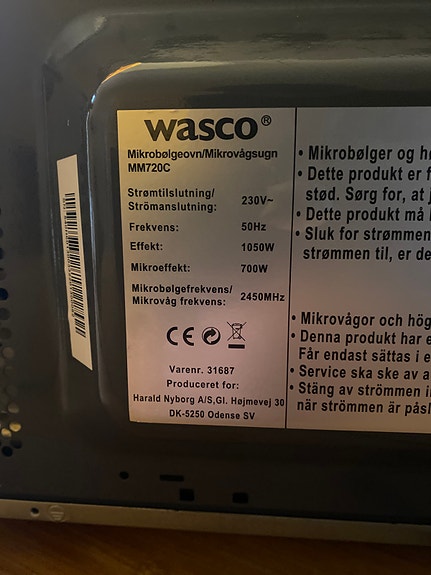 wasco®
Mikrobølgeovn/Mikrovågsugn
MM720C
Strømtilslutning/
Strömanslutning: 230V~
Frekvens: 50Hz
Effekt: 1050W
Mikroeffekt: 700W
Mikrobølgefrekvens/
Mikrovåg frekvens: 2450MHz
CE
Varenr. 31687
Produceret for:
Harald Nyborg A/S,Gl. Højmevej 30
DK-5250 Odense SV
• Mikrobølger og hø
• Dette produkt er f
stød. Sørg for, at
• Dette produkt må
• Sluk for strømmen
strømmen til, er de
• Mikrovågor och hög
• Denna produkt har e
Får endast sättas i e
• Service ska ske av a
• Stäng av strömmen i
när strömmen är påsl